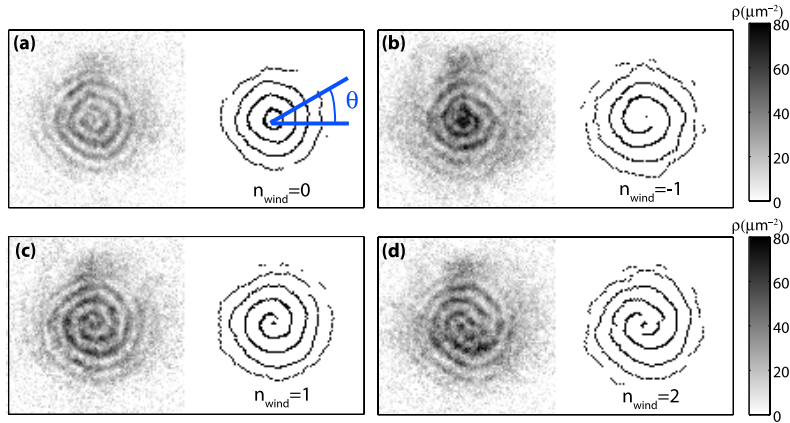 (a)
θ
n_wind=0
(b)
n_wind=-1
ρ(μm⁻²)
80
60
40
20
0
(c)
n_wind=1
(d)
n_wind=2
ρ(μm⁻²)
80
60
40
20
0